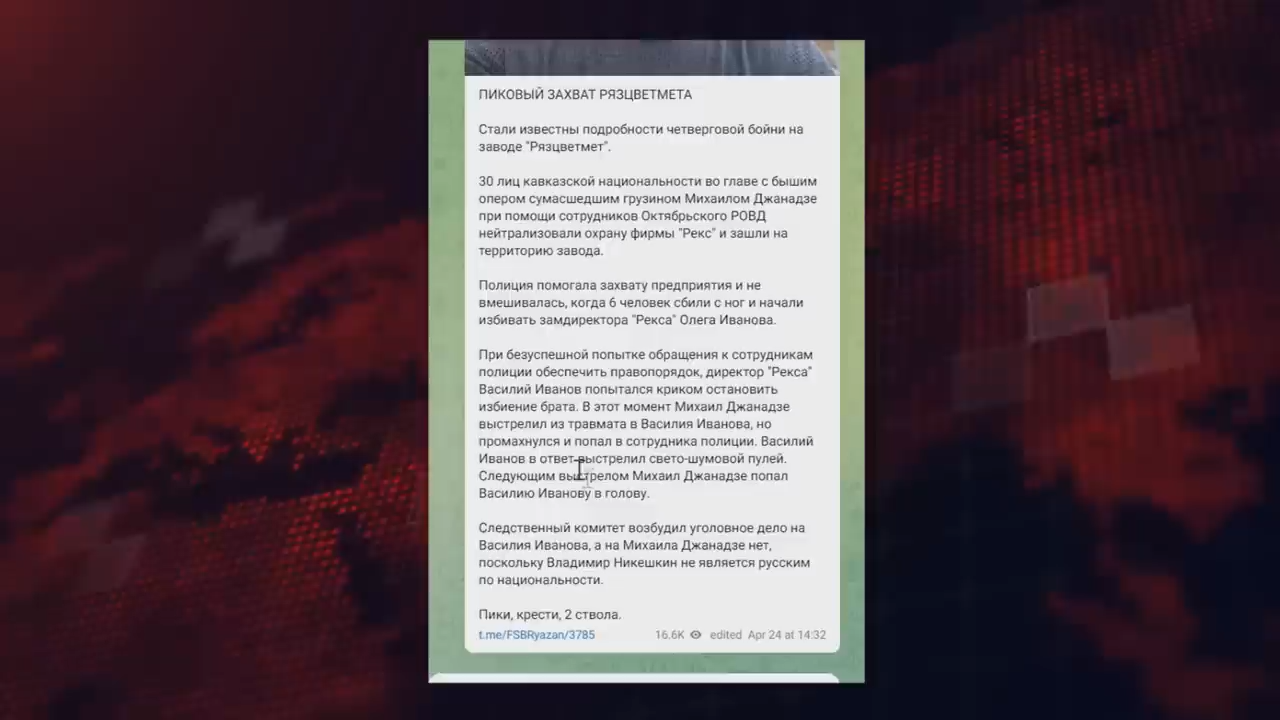 ПИКОВЫЙ ЗАХВАТ РЯЗЦВЕТМЕТА
Стали известны подробности четверговой бойни на
заводе "Рязцветмет".
30 лиц кавказской национальности во главе с бышим
опером сумасшедшим грузином Михаилом Джанадзе
при помощи сотрудников Октябрьского РОВД
нейтрализовали охрану фирмы "Рекс" и зашли на
территорию завода.
Полиция помогала захвату предприятия и не
вмешивалась, когда 6 человек сбили с ног и начали
избивать замдиректора "Рекса" Олега Иванова.
При безуспешной попытке обращения к сотрудникам
полиции обеспечить правопорядок, директор "Рекса"
Василий Иванов попытался криком остановить
избиение брата. В этот момент Михаил Джанадзе
выстрелил из травмата в Василия Иванова, но
промахнулся и попал в сотрудника полиции. Василий
Иванов в ответ выстрелил свето-шумовой пулей.
Следующим выстрелом Михаил Джанадзе попал
Василию Иванову в голову.
Следственный комитет возбудил уголовное дело на
Василия Иванова, а на Михаила Джанадзе нет,
поскольку Владимир Никешкин не является русским
по национальности.
Пики, крести, 2 ствола.
t.me/FSBRyazan/3785 16.6K edited Apr 24 at 14:32